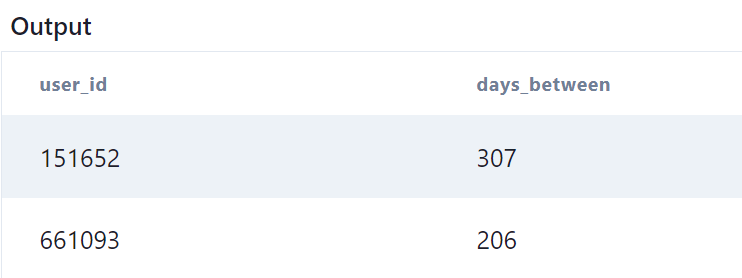 Output
user_id days_between
151652 307
661093 206